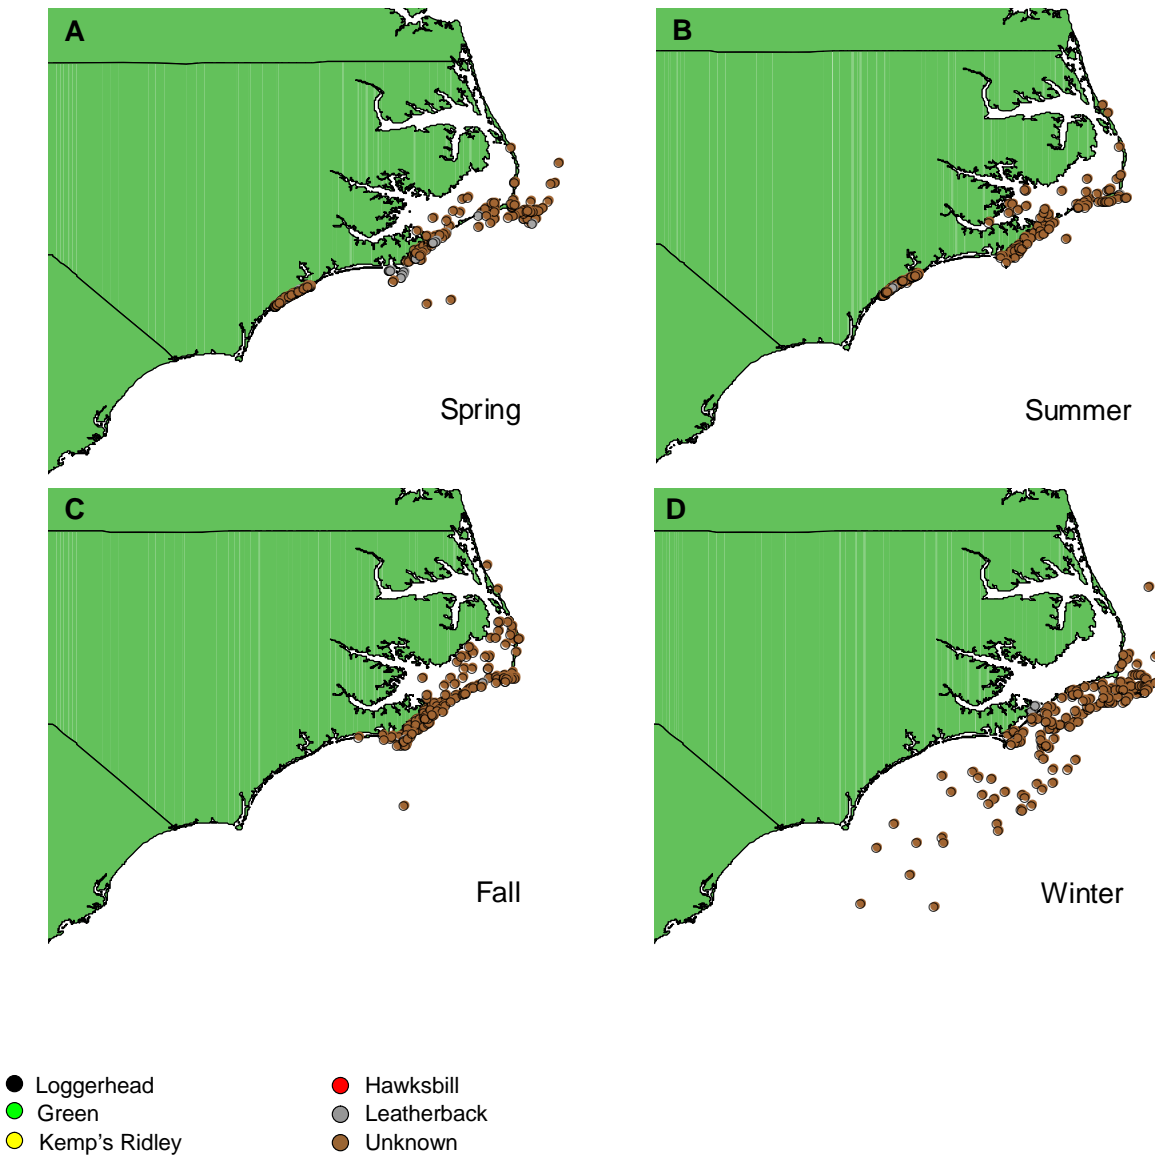 A
B
Spring
Summer
C
D
Fall
Winter
Loggerhead
Hawksbill
Green
Leatherback
Kemp's Ridley
Unknown